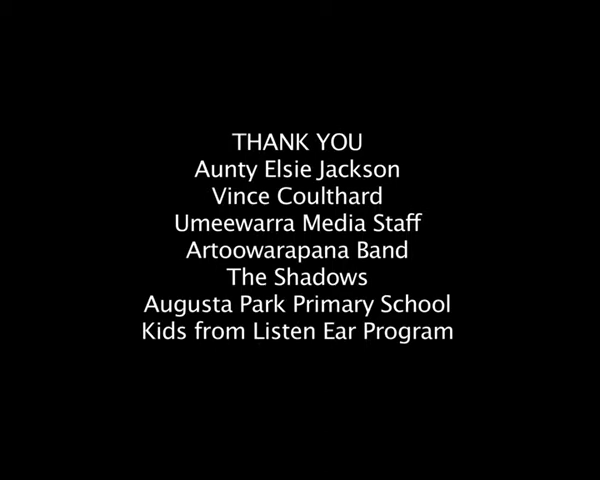 THANK YOU
Aunty Elsie Jackson
Vince Coulthard
Umeewarra Media Staff
Artoowarapana Band
The Shadows
Augusta Park Primary School
Kids from Listen Ear Program